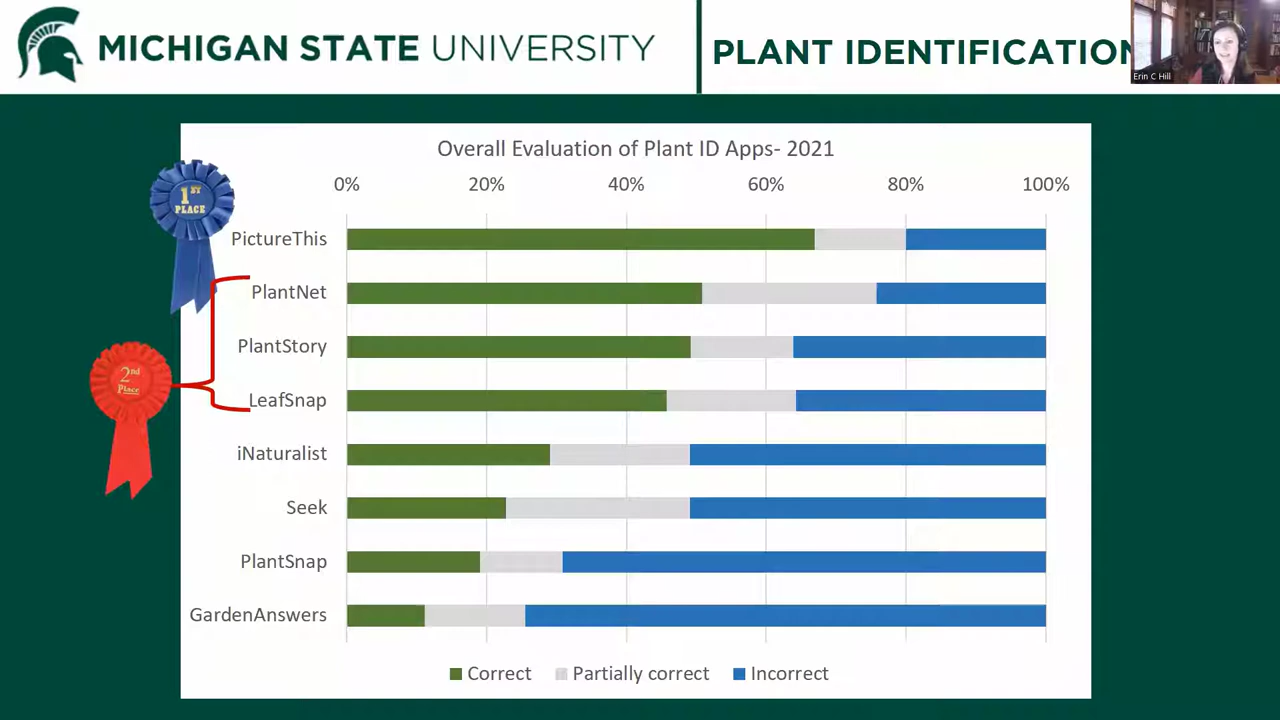 MICHIGAN STATE UNIVERSITY
PLANT IDENTIFICATION
Erin C Hill
Overall Evaluation of Plant ID Apps- 2021
0% 20% 40% 60% 80% 100%
1ST
PLACE
PictureThis
PlantNet
PlantStory
2nd
Place
LeafSnap
iNaturalist
Seek
PlantSnap
GardenAnswers
Correct Partially correct Incorrect